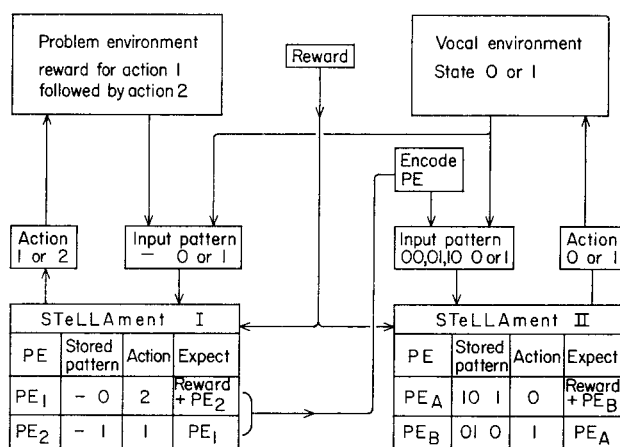 Problem environment
reward for action 1
followed by action 2
Reward
Vocal environment
State 0 or 1
Encode
PE
Action
1 or 2
Input pattern
– 0 or 1
Input pattern
00,01,10 0 or 1
Action
0 or 1
STeLLAment I
PE Stored pattern Action Expect
PE1 – 0 2 Reward + PE2
PE2 – 1 1 PE1
STeLLAment II
PE Stored pattern Action Expect
PEA 10 1 0 Reward + PEB
PEB 01 0 1 PEA